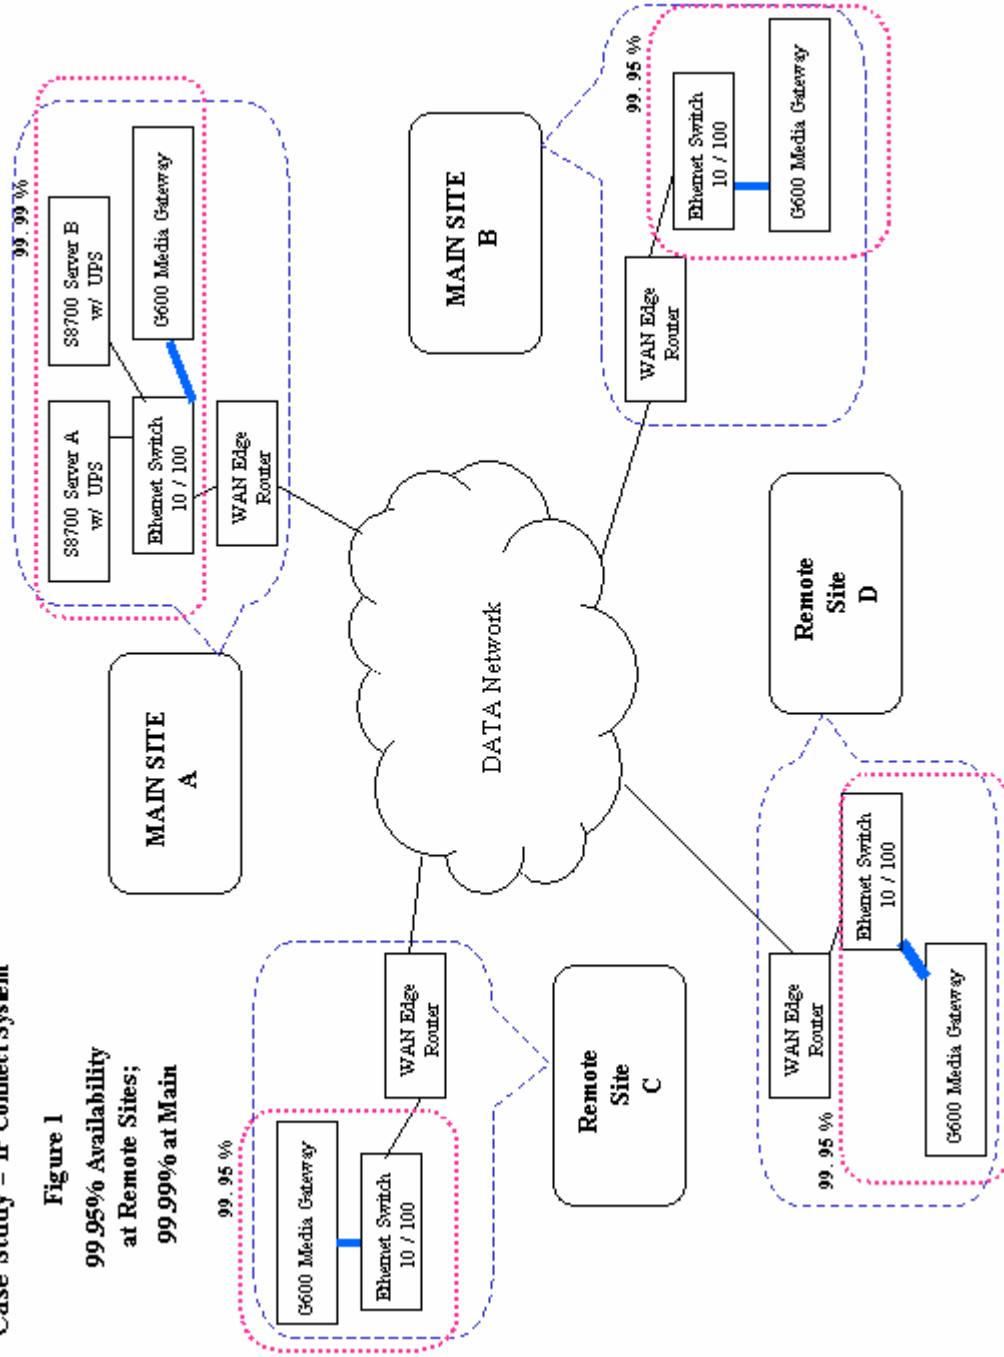 Case Study – IP Connect System
Figure 1
99.95% Availability
at Remote Sites;
99.99% at Main
99.99 %
S8700 Server A
w/ UPS
S8700 Server B
w/ UPS
Ethernet Switch
10 / 100
G600 Media Gateway
WAN Edge
Router
MAIN SITE
A
99.95 %
G600 Media Gateway
Ethernet Switch
10 / 100
WAN Edge
Router
Remote
Site
C
DATA Network
MAIN SITE
B
99.95 %
Ethernet Switch
10 / 100
G600 Media Gateway
WAN Edge
Router
Remote
Site
D
99.95 %
WAN Edge
Router
Ethernet Switch
10 / 100
G600 Media Gateway